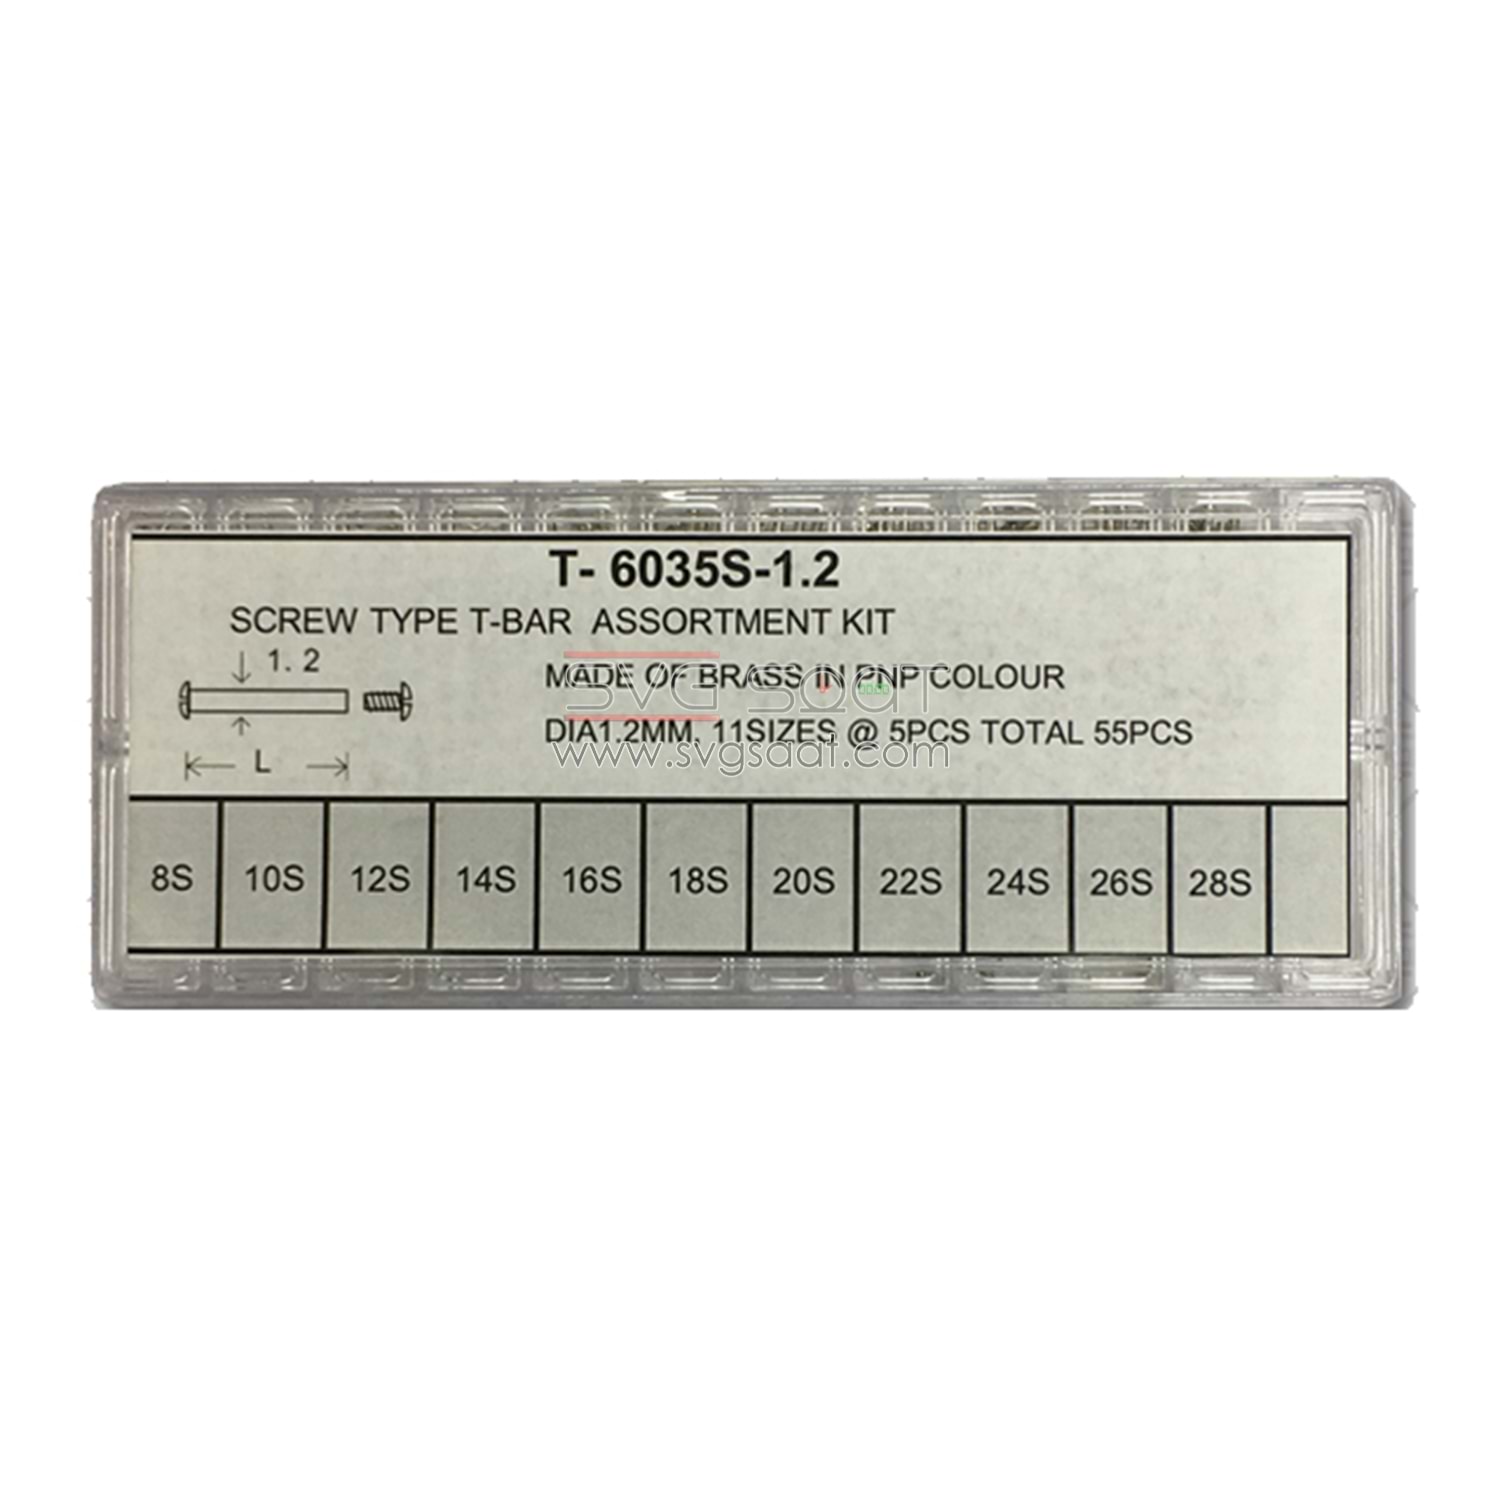 T- 6035S-1.2
SCREW TYPE T-BAR ASSORTMENT KIT
1. 2
MADE OF BRASS IN PNP COLOUR
SVG SAAT
DIA1.2MM, 11SIZES @ 5PCS TOTAL 55PCS
www.svgsaat.com
L
8S 10S 12S 14S 16S 18S 20S 22S 24S 26S 28S